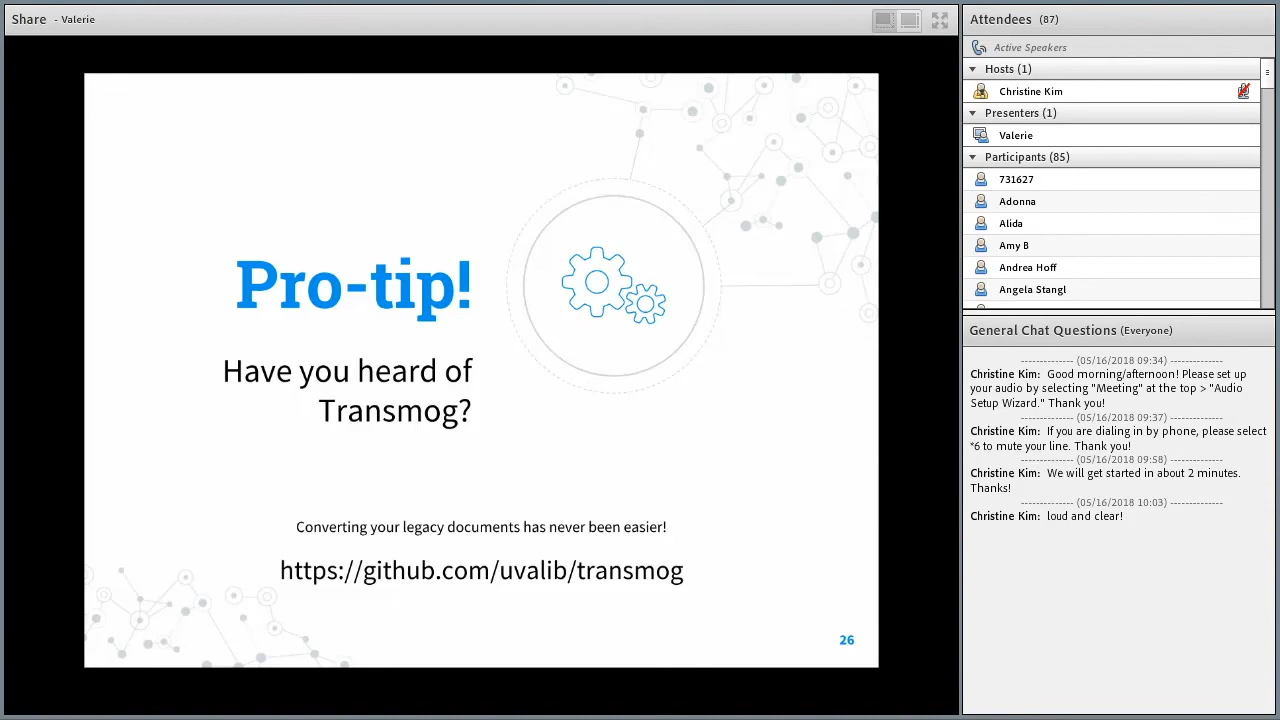 Share - Valerie
Pro-tip!
Have you heard of
Transmog?
Converting your legacy documents has never been easier!
https://github.com/uvalib/transmog
26
Attendees (87)
Active Speakers
Hosts (1)
Christine Kim
Presenters (1)
Valerie
Participants (85)
731627
Adonna
Alida
Amy B
Andrea Hoff
Angela Stangl
General Chat Questions (Everyone)
------------- (05/16/2018 09:34) -------------
Christine Kim: Good morning/afternoon! Please set up
your audio by selecting "Meeting" at the top > "Audio
Setup Wizard." Thank you!
------------- (05/16/2018 09:37) -------------
Christine Kim: If you are dialing in by phone, please select
*6 to mute your line. Thank you!
------------- (05/16/2018 09:58) -------------
Christine Kim: We will get started in about 2 minutes.
Thanks!
------------- (05/16/2018 10:03) -------------
Christine Kim: loud and clear!